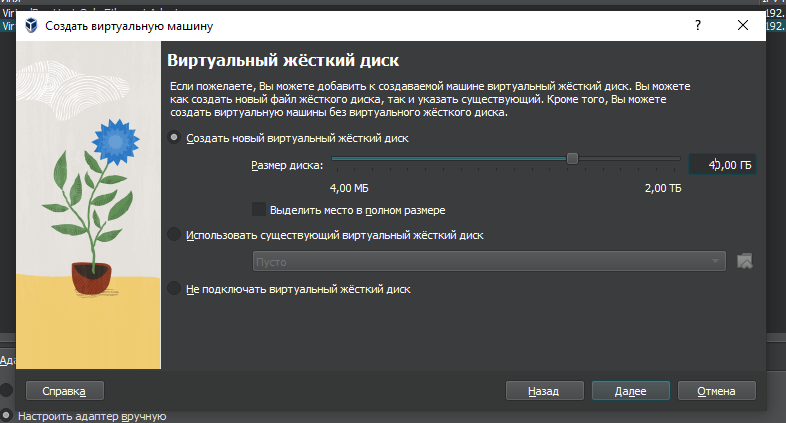 Создать виртуальную машину
?
192.
192.
Виртуальный жёсткий диск
Если пожелаете, Вы можете добавить к создаваемой машине виртуальный жёсткий диск. Вы можете
как создать новый файл жёсткого диска, так и указать существующий. Кроме того, Вы можете
создать виртуальную машины без виртуального жёсткого диска.
Создать новый виртуальный жёсткий диск
Размер диска:
40,00 ГБ
4,00 МБ
2,00 ТБ
Выделить место в полном размере
Использовать существующий виртуальный жёсткий диск
Пусто
Не подключать виртуальный жёсткий диск
Справка
Назад
Далее
Отмена
Настроить адаптер вручную